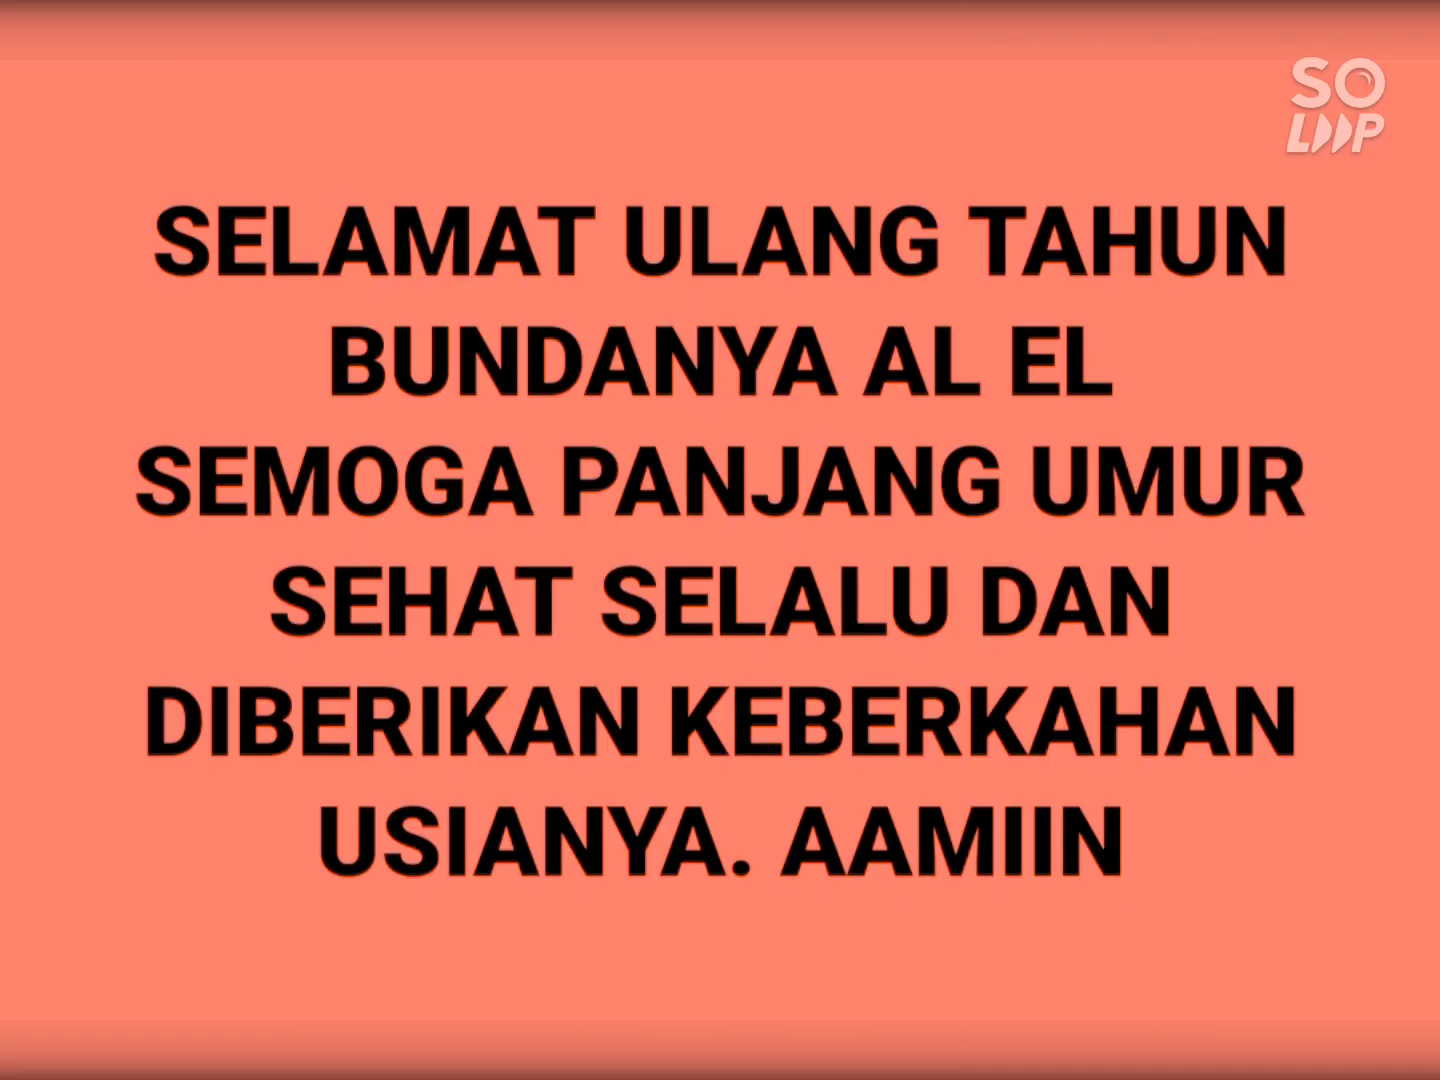 SO
LOOP
SELAMAT ULANG TAHUN
BUNDANYA AL EL
SEMOGA PANJANG UMUR
SEHAT SELALU DAN
DIBERIKAN KEBERKAHAN
USIANYA. AAMIIN